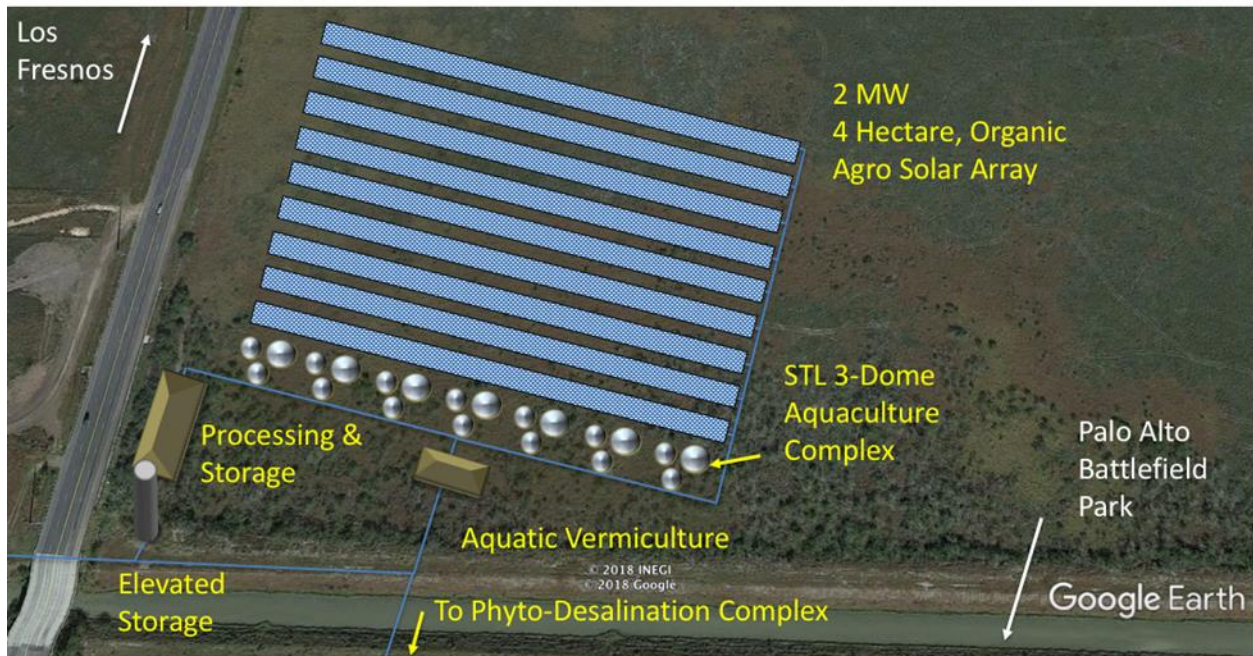 Los
Fresnos
2 MW
4 Hectare, Organic
Agro Solar Array
STL 3-Dome
Aquaculture
Complex
Processing &
Storage
Palo Alto
Battlefield
Park
Aquatic Vermiculture
© 2018 INEGI
© 2018 Google
Elevated
Storage
To Phyto-Desalination Complex
Google Earth